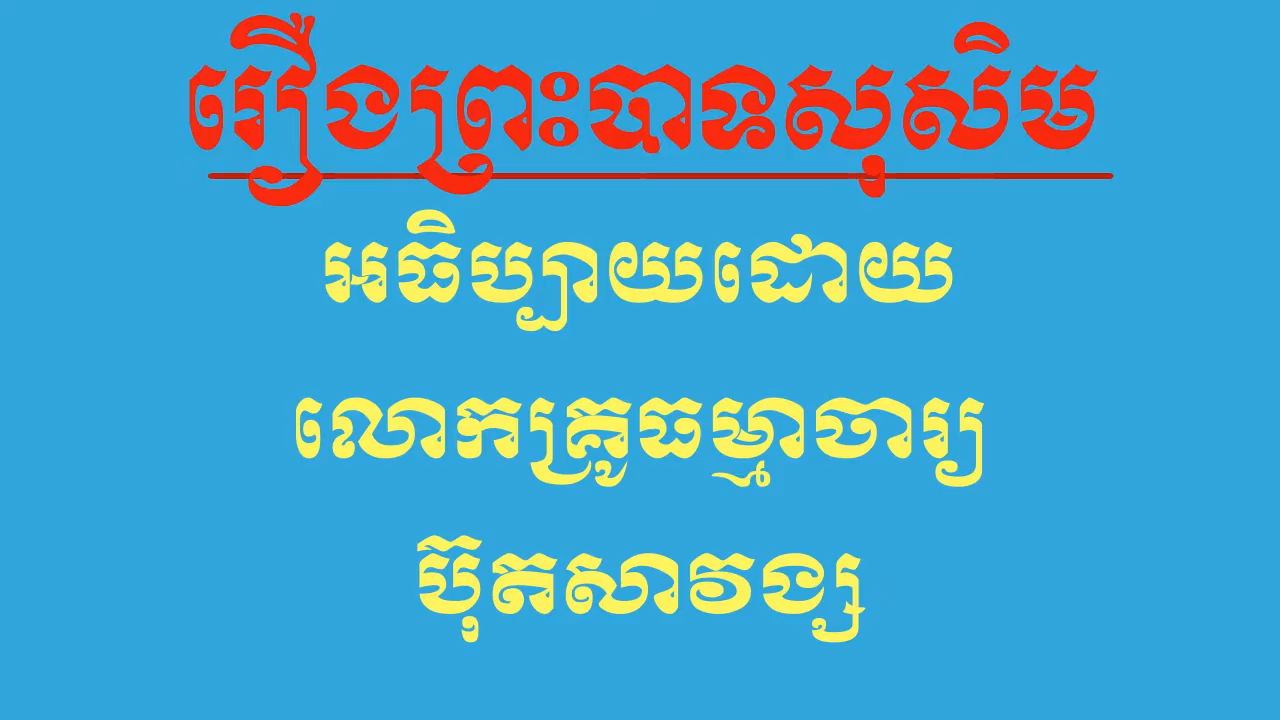 រឿងព្រះបាទសុសិម
អធិប្បាយដោយ
លោកគ្រូធម្មាចារ្យ
ប៊ុតសាវង្ស